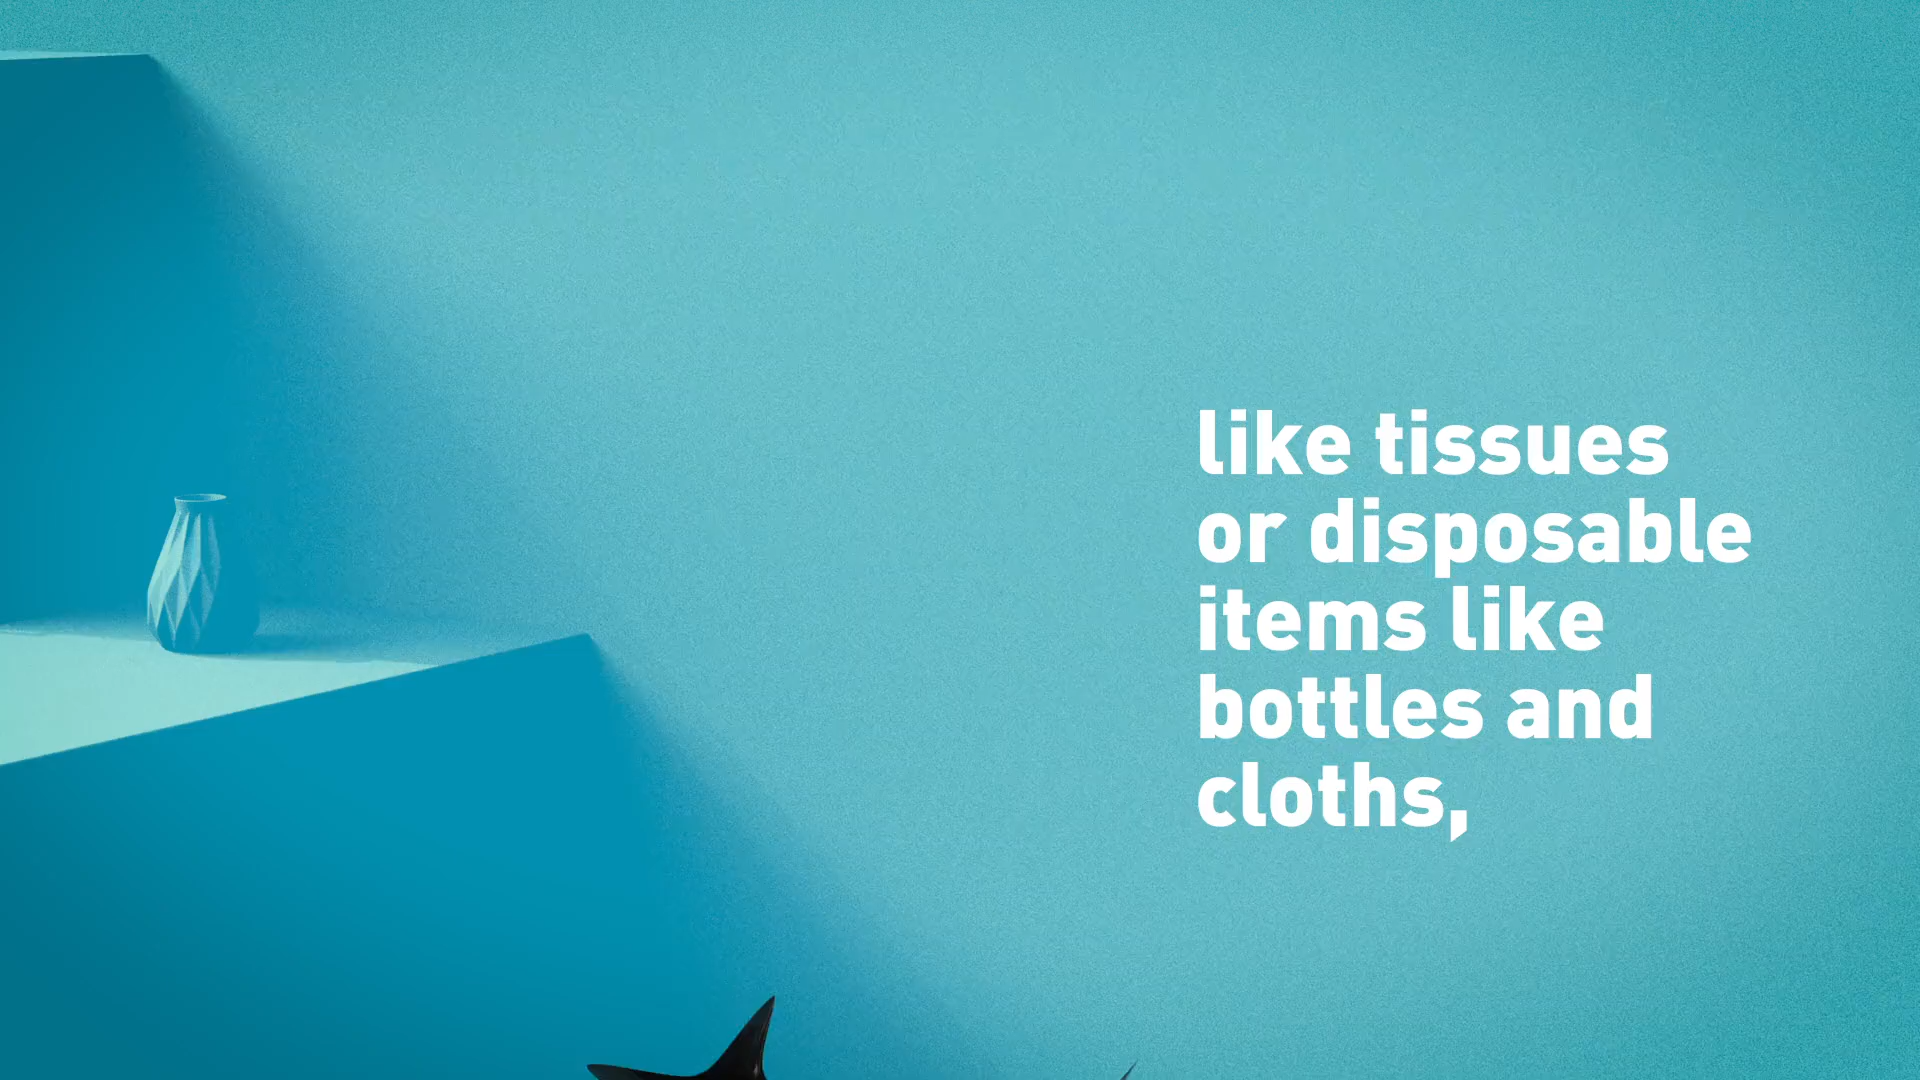 like tissues
or disposable
items like
bottles and
cloths,